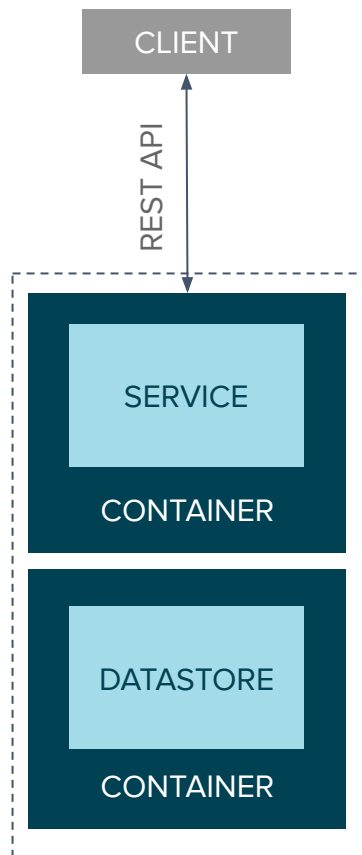 CLIENT
REST API
SERVICE
CONTAINER
DATASTORE
CONTAINER